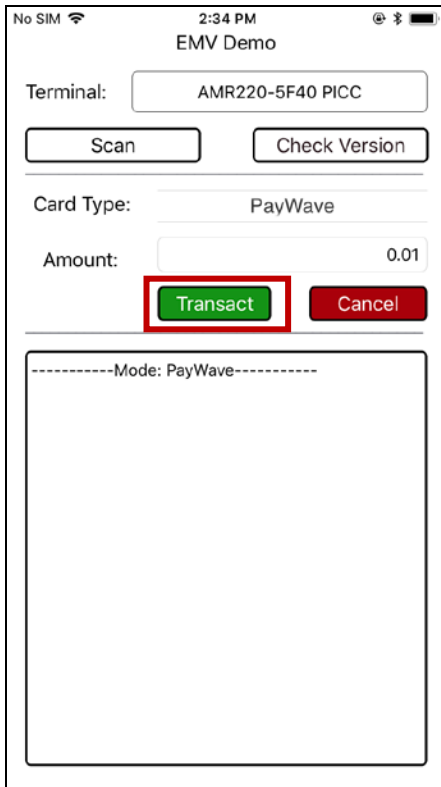 No SIM 2:34 PM
EMV Demo
Terminal: AMR220-5F40 PICC
Scan Check Version
Card Type: PayWave
Amount: 0.01
Transact Cancel
-----------Mode: PayWave-----------